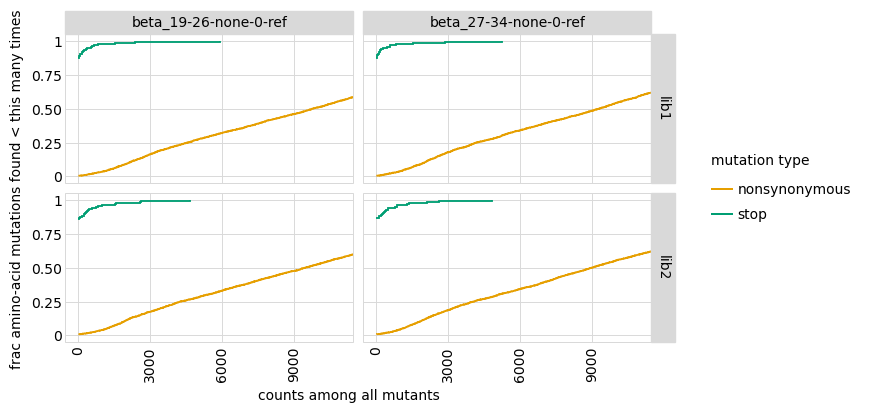 beta_19-26-none-0-ref
beta_27-34-none-0-ref
frac amino-acid mutations found < this many times
1
0.75
0.50
0.25
0
lib1
1
0.75
0.50
0.25
0
lib2
0
3000
6000
9000
0
3000
6000
9000
counts among all mutants
mutation type
nonsynonymous
stop